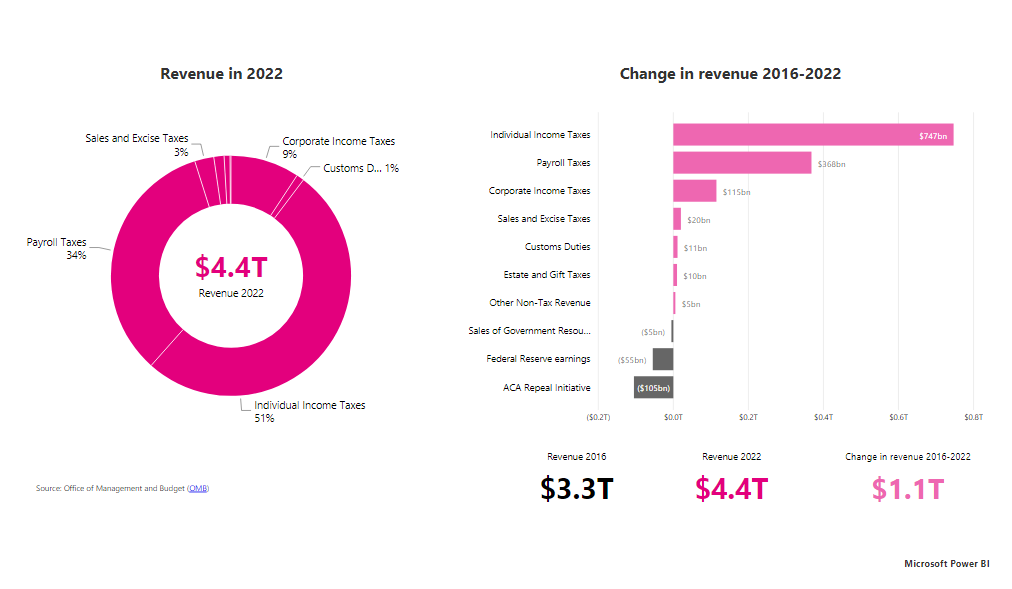 Revenue in 2022
Sales and Excise Taxes
3%
Corporate Income Taxes
9%
Customs D... 1%
Payroll Taxes
34%
$4.4T
Revenue 2022
Individual Income Taxes
51%
Source: Office of Management and Budget (OMB)
Change in revenue 2016-2022
Individual Income Taxes $747bn
Payroll Taxes $368bn
Corporate Income Taxes $115bn
Sales and Excise Taxes $20bn
Customs Duties $11bn
Estate and Gift Taxes $10bn
Other Non-Tax Revenue $5bn
Sales of Government Resou... ($5bn)
Federal Reserve earnings ($55bn)
ACA Repeal Initiative ($105bn)
($0.2T) $0.0T $0.2T $0.4T $0.6T $0.8T
Revenue 2016 Revenue 2022 Change in revenue 2016-2022
$3.3T $4.4T $1.1T
Microsoft Power BI